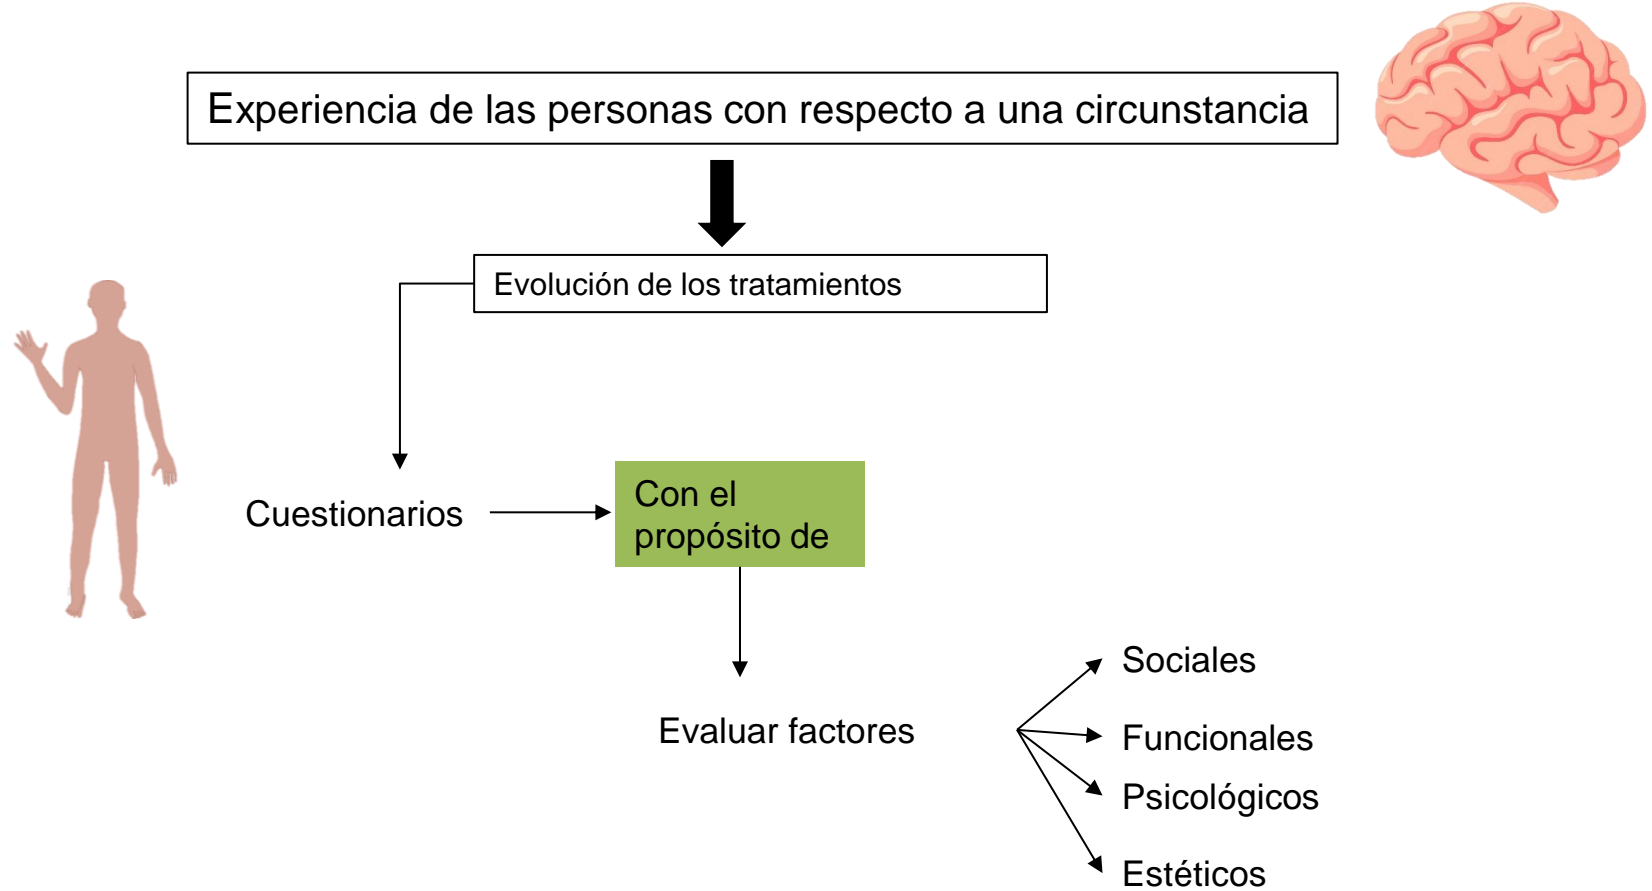 Experiencia de las personas con respecto a una circunstancia
Evolución de los tratamientos
Cuestionarios
Con el
propósito de
Evaluar factores
Sociales
Funcionales
Psicológicos
Estéticos